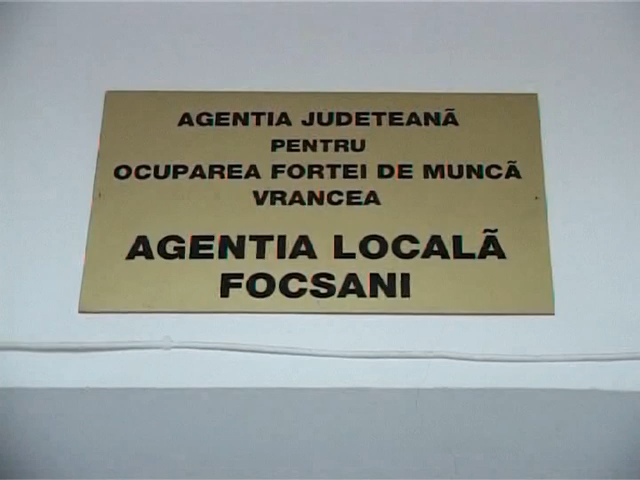 AGENTIA JUDETEANÃ
PENTRU
OCUPAREA FORTEI DE MUNCÃ
VRANCEA
AGENTIA LOCALÃ
FOCSANI